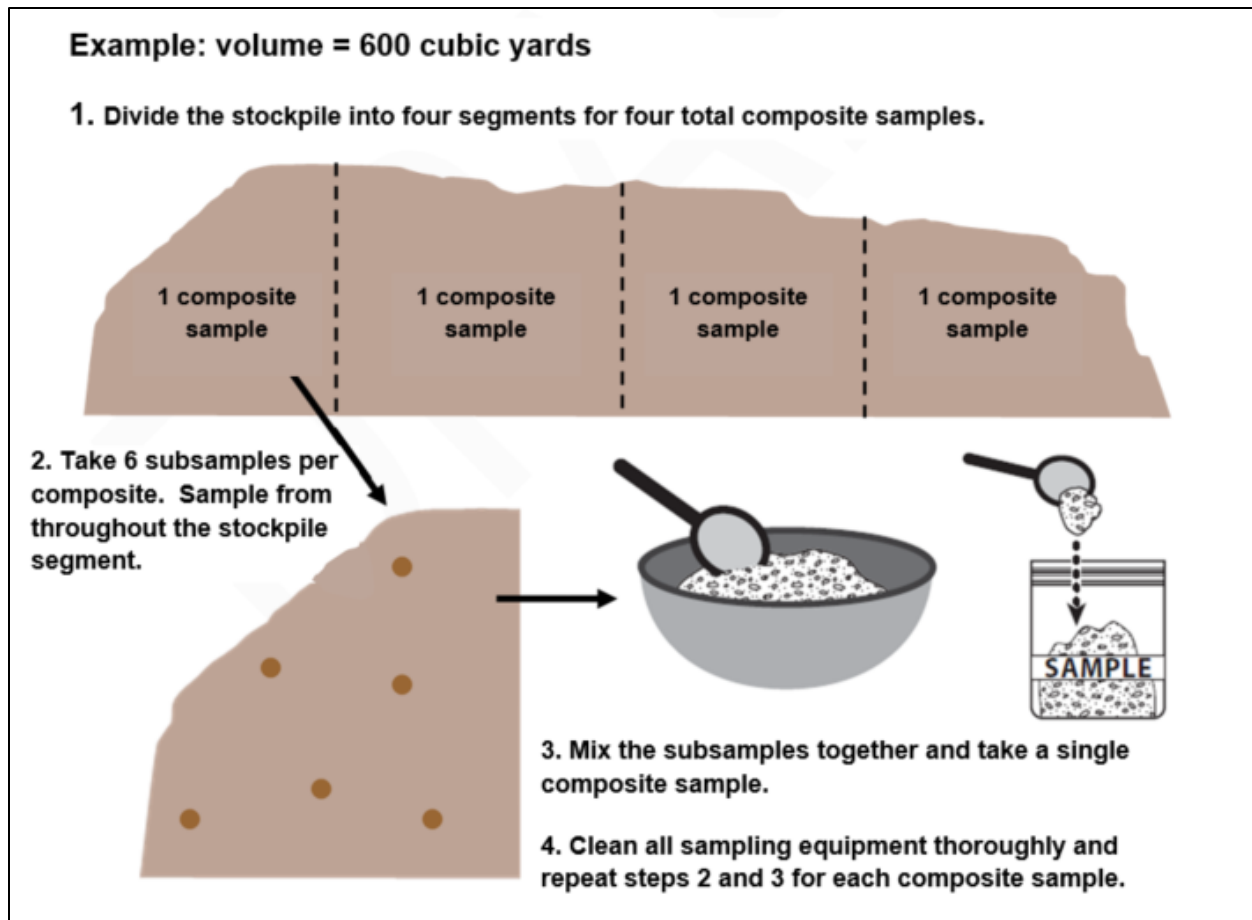 Example: volume = 600 cubic yards
1. Divide the stockpile into four segments for four total composite samples.
1 composite
sample
1 composite
sample
1 composite
sample
1 composite
sample
2. Take 6 subsamples per
composite.  Sample from
throughout the stockpile
segment.
SAMPLE
3. Mix the subsamples together and take a single
composite sample.
4. Clean all sampling equipment thoroughly and
repeat steps 2 and 3 for each composite sample.